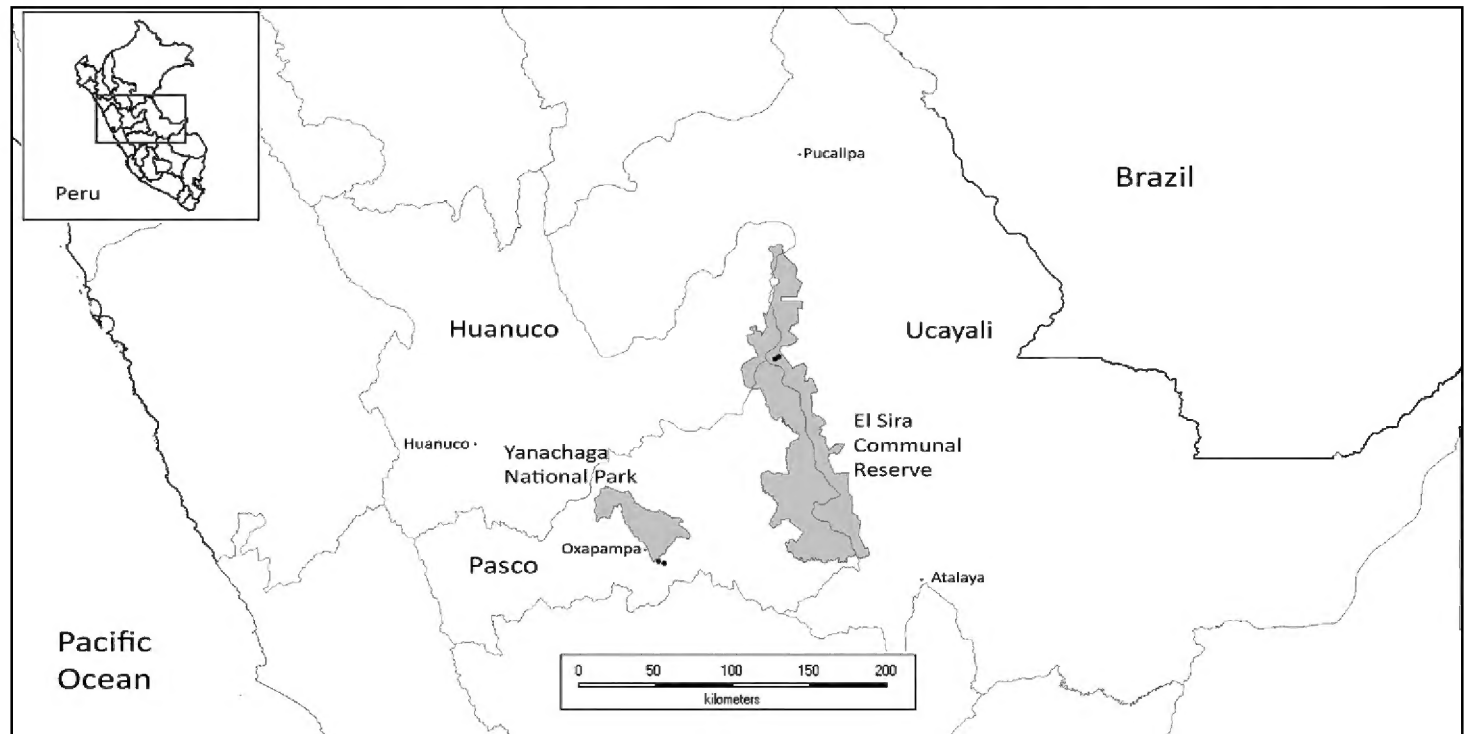 Peru
Pucallpa
Brazil
Huanuco
Ucayali
El Sira
Communal
Reserve
Huanuco
Yanachaga
National Park
Oxapampa
Pasco
Atalaya
Pacific
Ocean
0 50 100 150 200
kilometers